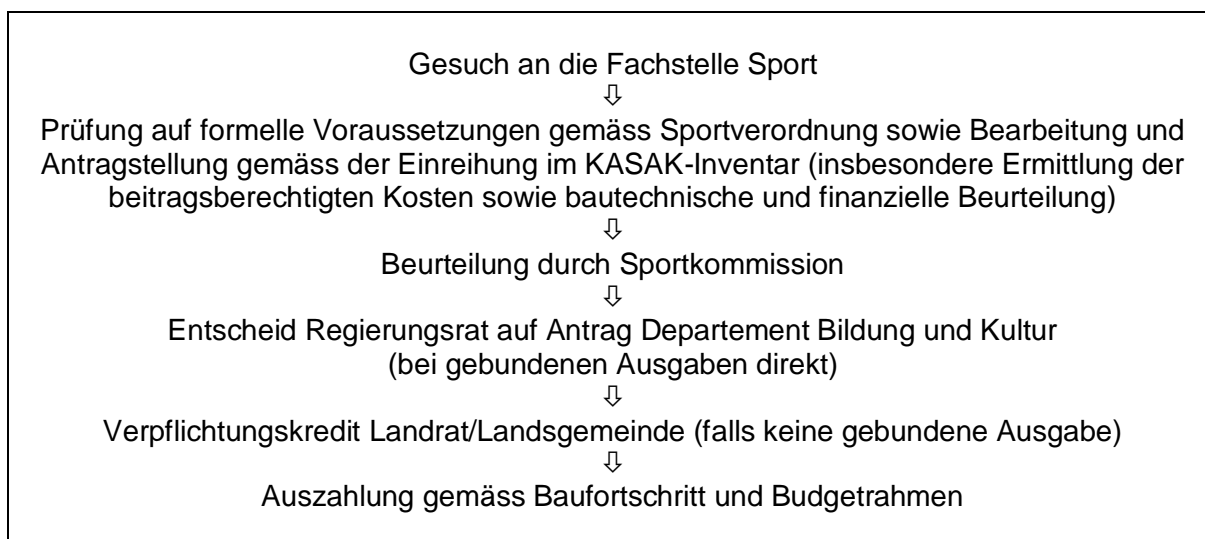 Gesuch an die Fachstelle Sport
⇩
Prüfung auf formelle Voraussetzungen gemäss Sportverordnung sowie Bearbeitung und
Antragstellung gemäss der Einreihung im KASAK-Inventar (insbesondere Ermittlung der
beitragsberechtigten Kosten sowie bautechnische und finanzielle Beurteilung)
⇩
Beurteilung durch Sportkommission
⇩
Entscheid Regierungsrat auf Antrag Departement Bildung und Kultur
(bei gebundenen Ausgaben direkt)
⇩
Verpflichtungskredit Landrat/Landsgemeinde (falls keine gebundene Ausgabe)
⇩
Auszahlung gemäss Baufortschritt und Budgetrahmen